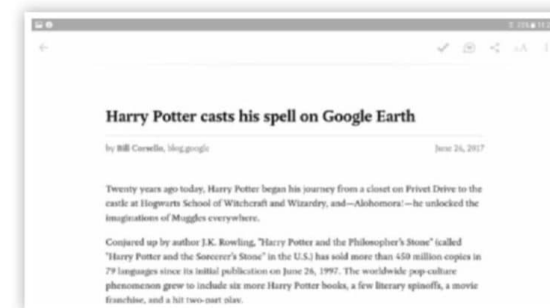 Harry Potter casts his spell on Google Earth
by Bill Corsello, blog.google June 26, 2017
Twenty years ago today, Harry Potter began his journey from a closet on Privet Drive to the
castle at Hogwarts School of Witchcraft and Wizardry, and—Alohomora!—he unlocked the
imaginations of Muggles everywhere.
Conjured up by author J.K. Rowling, "Harry Potter and the Philosopher's Stone" (called
"Harry Potter and the Sorcerer's Stone" in the U.S.) has sold more than 450 million copies in
79 languages since its initial publication on June 26, 1997. The worldwide pop-culture
phenomenon grew to include six more Harry Potter books, a few literary spinoffs, a movie
franchise, and a hit two-part play.